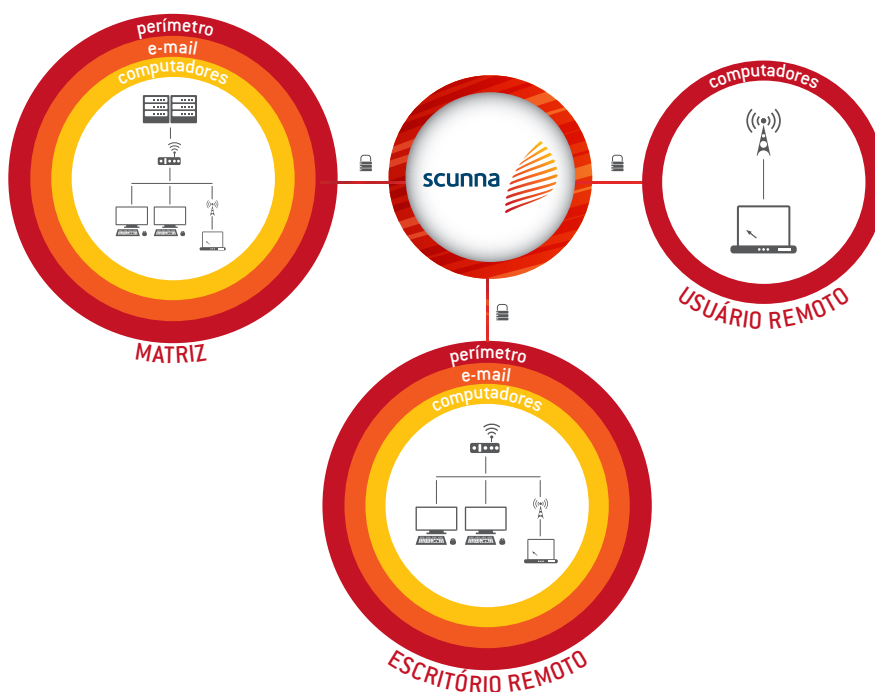 perímetro
e-mail
computadores
MATRIZ
scunna
computadores
USUÁRIO REMOTO
perímetro
e-mail
computadores
ESCRITÓRIO REMOTO